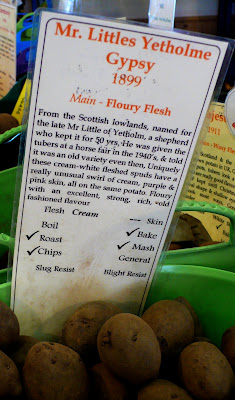 Mr. Littles Yetholme
Gypsy
1899
Main - Floury Flesh
From the Scottish lowlands, named for
the late Mr Little of Yetholm, a shepherd
who kept it for 50 yrs, He was given the
tubers at a horse fair in the 1940's, & told
it was an old variety even then, Uniquely
these cream-white fleshed spuds have a
really unusual swirl of cream, purple &
pink skin, all on the same potato. Floury
with an excellent, strong, rich, old
fashioned flavour
Flesh Cream --- Skin
Boil ✓ Bake
✓ Roast ✓ Mash
✓ Chips General
Slug Resist Blight Resist
1911